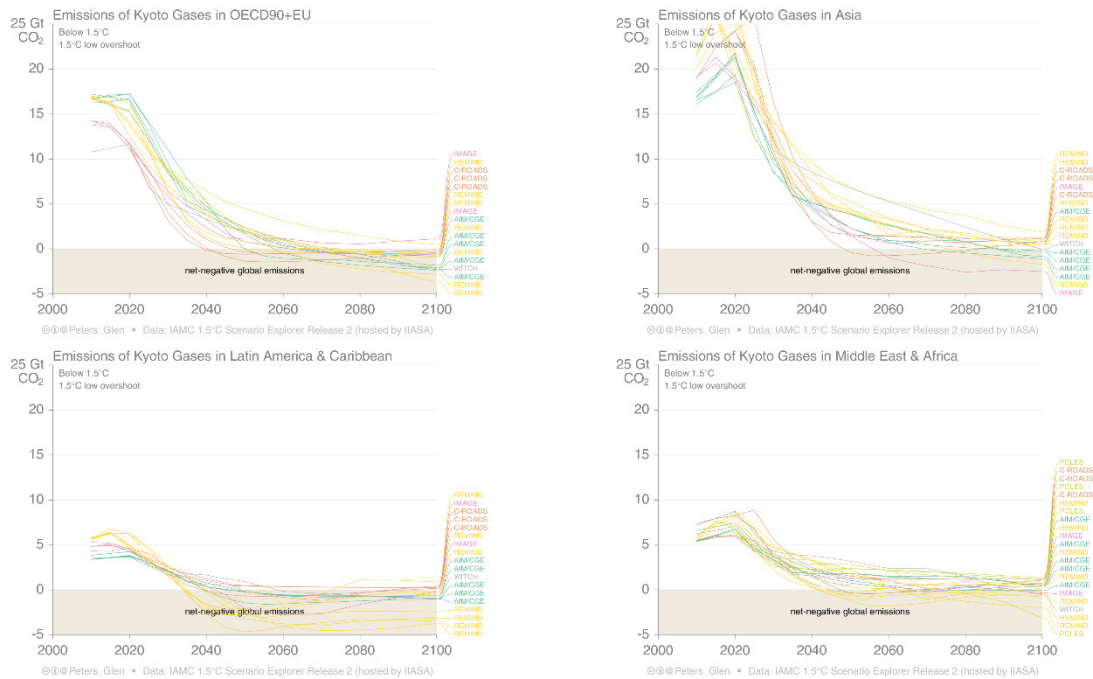 Emissions of Kyoto Gases in OECD90+EU
25 Gt
CO₂
Below 1.5°C
1.5°C low overshoot
20
15
10
5
0
-5
net-negative global emissions
IMAGE
REMIND
C-ROADS
C-ROADS
C-ROADS
REMIND
REMIND
IMAGE
AIM/CGE
REMIND
AIM/CGE
AIM/CGE
REMIND
AIM/CGE
WITCH
AIM/CGE
REMIND
REMIND
2000 2020 2040 2060 2080 2100
@Peters_Glen • Data: IAMC 1.5°C Scenario Explorer Release 2 (hosted by IIASA)
Emissions of Kyoto Gases in Asia
25 Gt
CO₂
Below 1.5°C
1.5°C low overshoot
20
15
10
5
0
-5
net-negative global emissions
REMIND
REMIND
C-ROADS
C-ROADS
IMAGE
C-ROADS
REMIND
AIM/CGE
REMIND
REMIND
REMIND
WITCH
AIM/CGE
AIM/CGE
AIM/CGE
AIM/CGE
REMIND
IMAGE
2000 2020 2040 2060 2080 2100
@Peters_Glen • Data: IAMC 1.5°C Scenario Explorer Release 2 (hosted by IIASA)
Emissions of Kyoto Gases in Latin America & Caribbean
25 Gt
CO₂
Below 1.5°C
1.5°C low overshoot
20
15
10
5
0
-5
net-negative global emissions
REMIND
IMAGE
C-ROADS
C-ROADS
C-ROADS
REMIND
IMAGE
REMIND
AIM/CGE
AIM/CGE
WITCH
AIM/CGE
AIM/CGE
AIM/CGE
REMIND
REMIND
REMIND
REMIND
2000 2020 2040 2060 2080 2100
@Peters_Glen • Data: IAMC 1.5°C Scenario Explorer Release 2 (hosted by IIASA)
Emissions of Kyoto Gases in Middle East & Africa
25 Gt
CO₂
Below 1.5°C
1.5°C low overshoot
20
15
10
5
0
-5
net-negative global emissions
POLES
C-ROADS
C-ROADS
POLES
C-ROADS
REMIND
POLES
AIM/CGE
REMIND
IMAGE
AIM/CGE
REMIND
AIM/CGE
AIM/CGE
REMIND
AIM/CGE
IMAGE
REMIND
WITCH
REMIND
REMIND
POLES
2000 2020 2040 2060 2080 2100
@Peters_Glen • Data: IAMC 1.5°C Scenario Explorer Release 2 (hosted by IIASA)